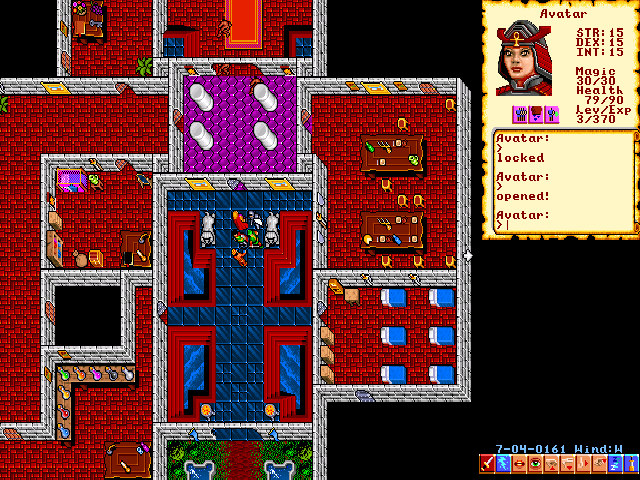 Avatar
STR:15
DEX:15
INT:15
Magic
30/30
Health
79/90
Lev/Exp
3/370
Avatar:
>
locked
Avatar:
>
opened!
Avatar:
>
7-04-0161 Wind:W